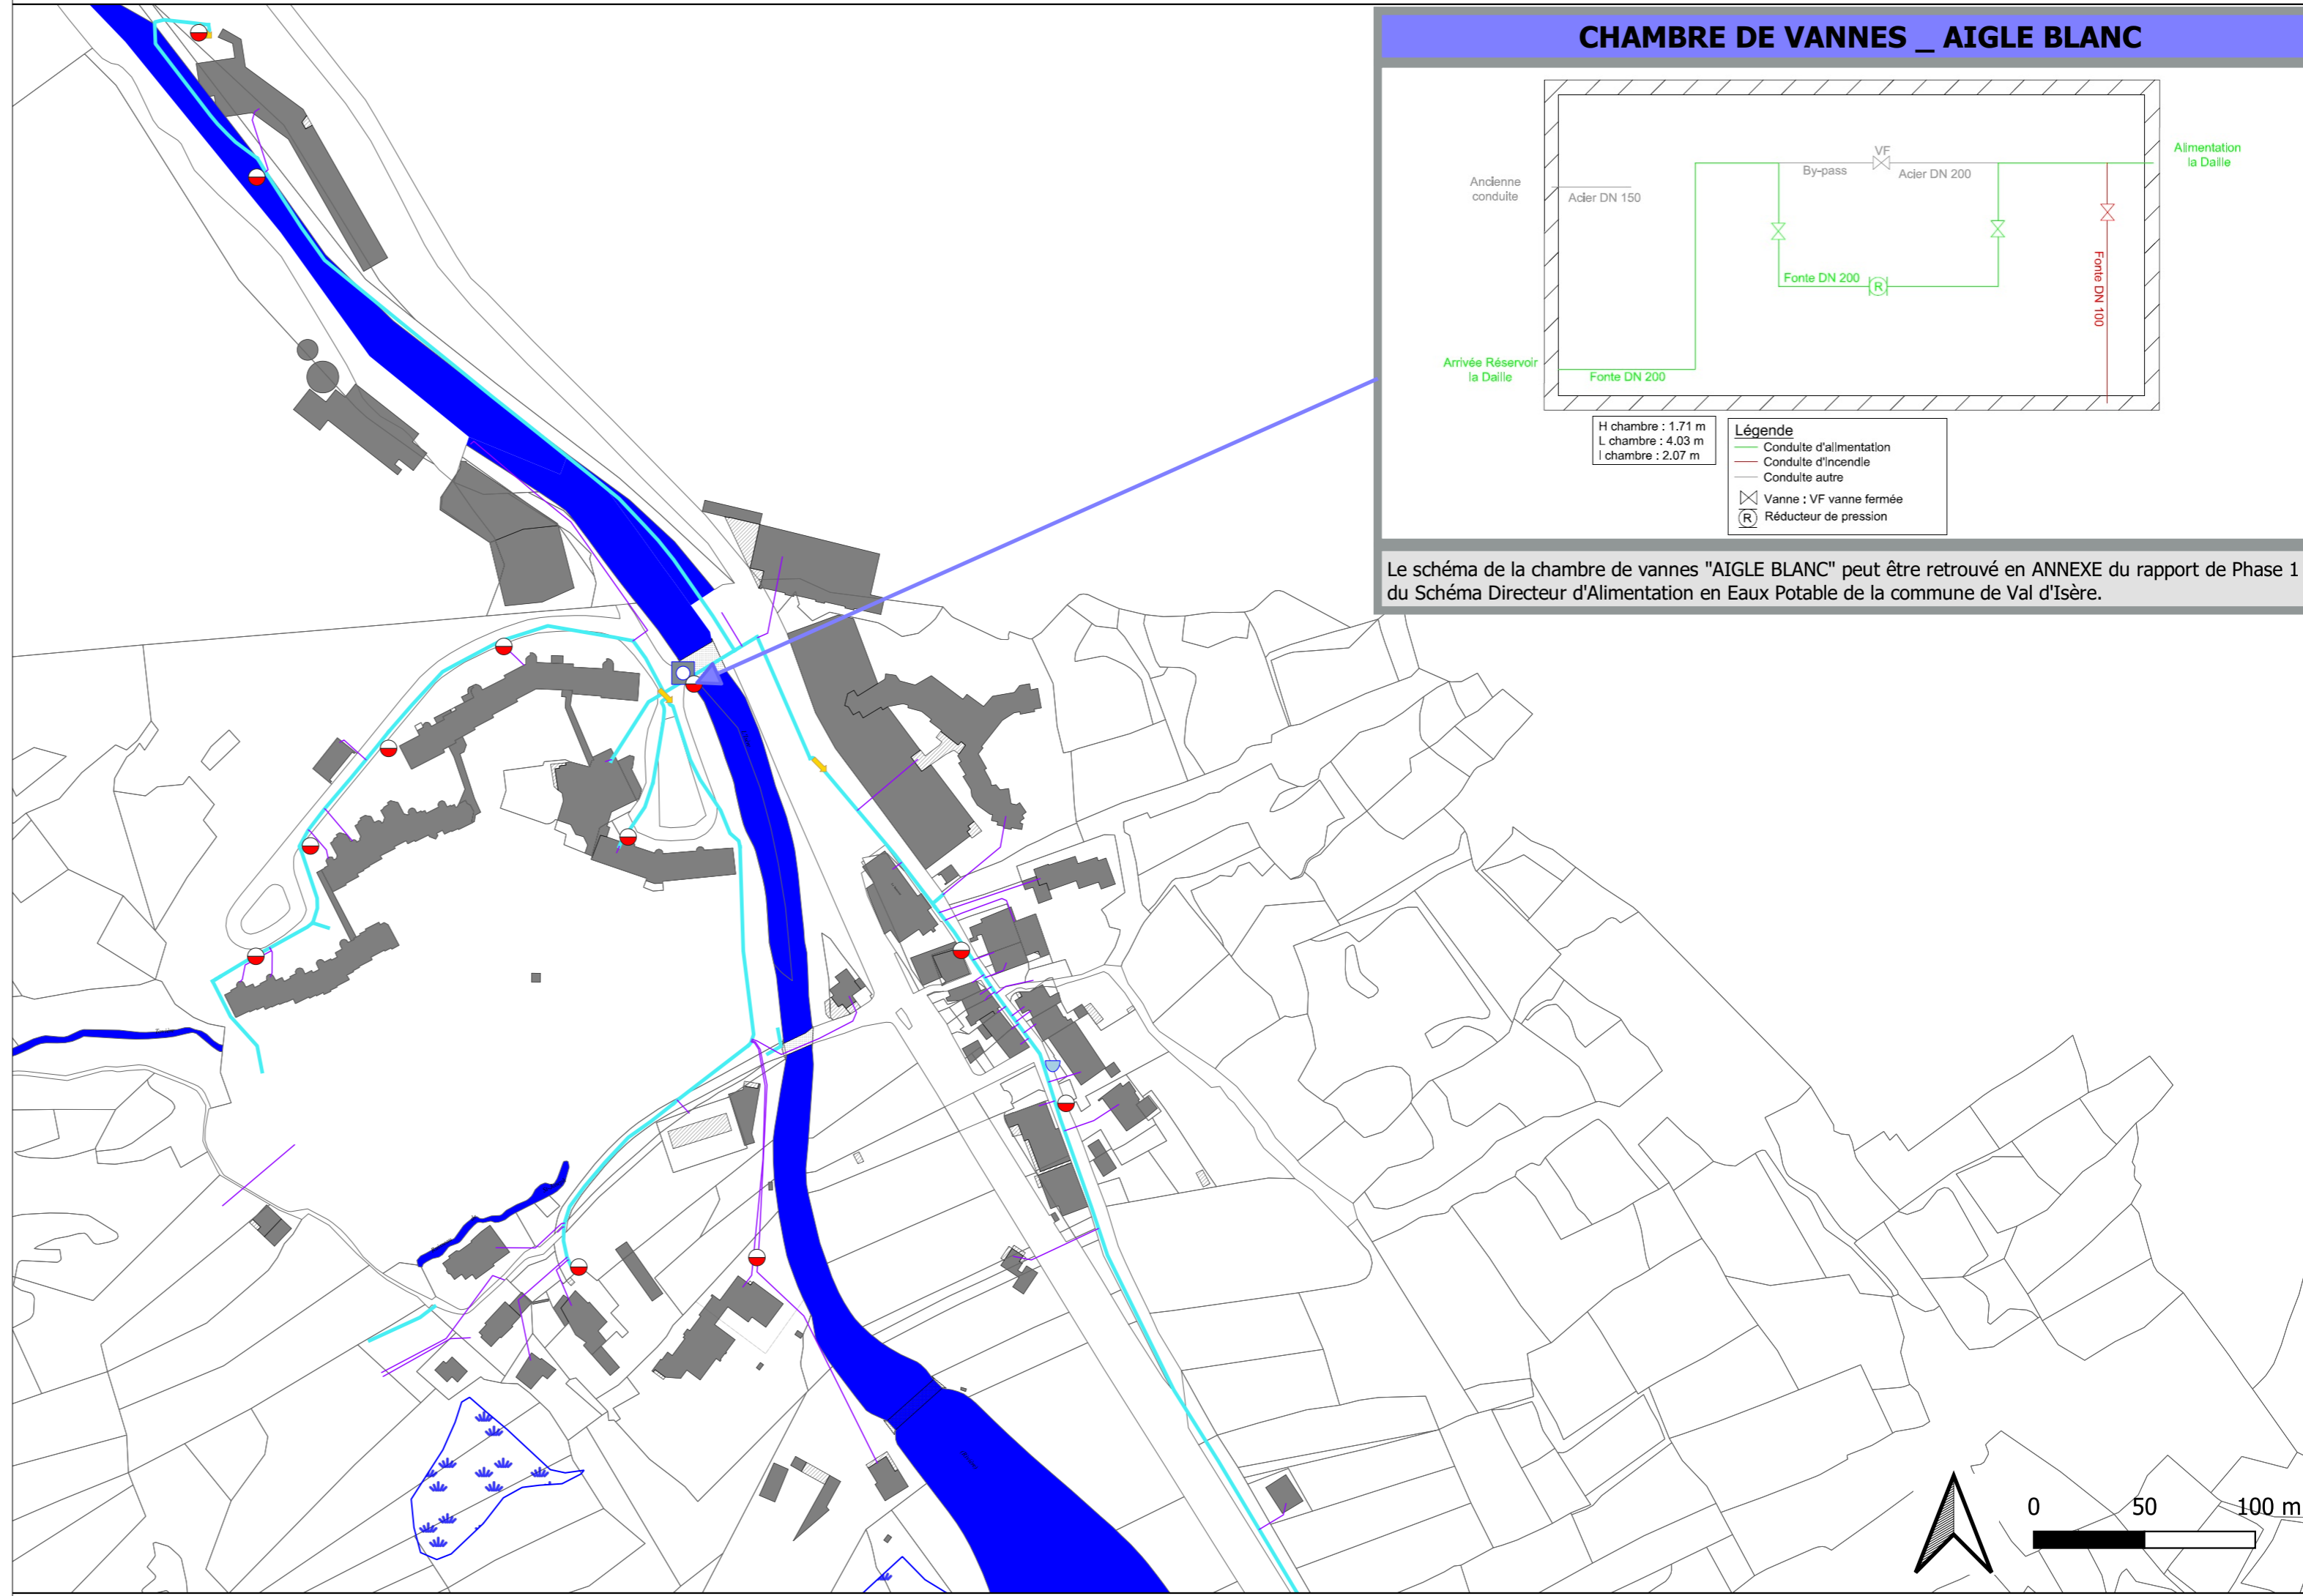 CHAMBRE DE VANNES _ AIGLE BLANC
VF
By-pass
Acier DN 200
Alimentation
la Daille
Ancienne
conduite
Acier DN 150
Fonte DN 200
R
Fonte DN 100
Arrivée Réservoir
la Daille
Fonte DN 200
H chambre : 1.71 m
L chambre : 4.03 m
l chambre : 2.07 m
Légende
Conduite d'alimentation
Conduite d'incendie
Conduite autre
Vanne : VF vanne fermée
R Réducteur de pression
Le schéma de la chambre de vannes "AIGLE BLANC" peut être retrouvé en ANNEXE du rapport de Phase 1
du Schéma Directeur d'Alimentation en Eaux Potable de la commune de Val d'Isère.
0 50 100 m